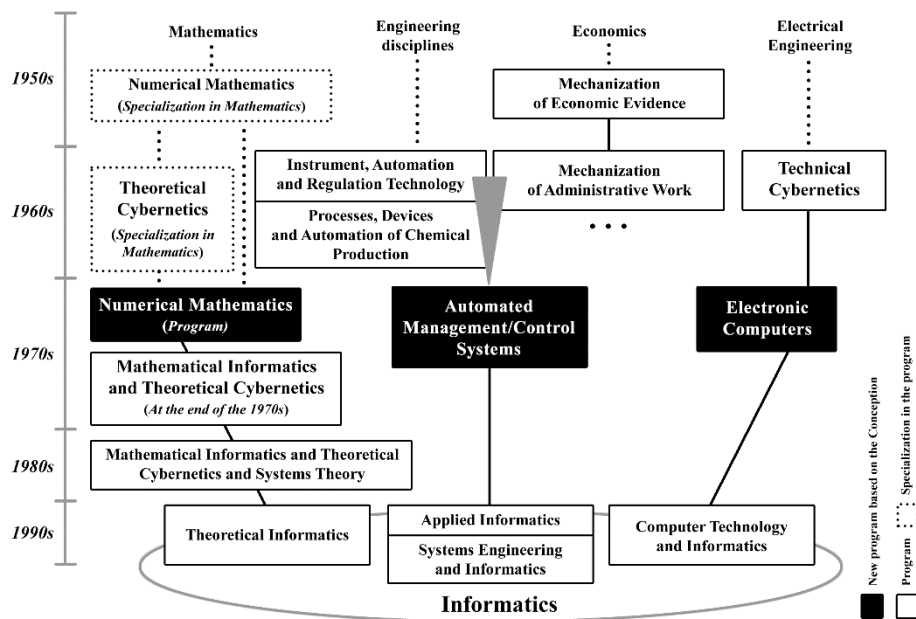 Mathematics
Engineering
disciplines
Economics
Electrical
Engineering
1950s
Numerical Mathematics
(Specialization in Mathematics)
Mechanization
of Economic Evidence
1960s
Theoretical
Cybernetics
(Specialization in
Mathematics)
Instrument, Automation
and Regulation Technology
Processes, Devices
and Automation of Chemical
Production
Mechanization
of Administrative Work
• • •
Technical
Cybernetics
1970s
Numerical Mathematics
(Program)
Automated
Management/Control
Systems
Electronic
Computers
Mathematical Informatics
and Theoretical Cybernetics
(At the end of the 1970s)
1980s
Mathematical Informatics and Theoretical
Cybernetics and Systems Theory
1990s
Theoretical Informatics
Applied Informatics
Systems Engineering
and Informatics
Computer Technology
and Informatics
Informatics
New program based on the Conception
Program
Specialization in the program